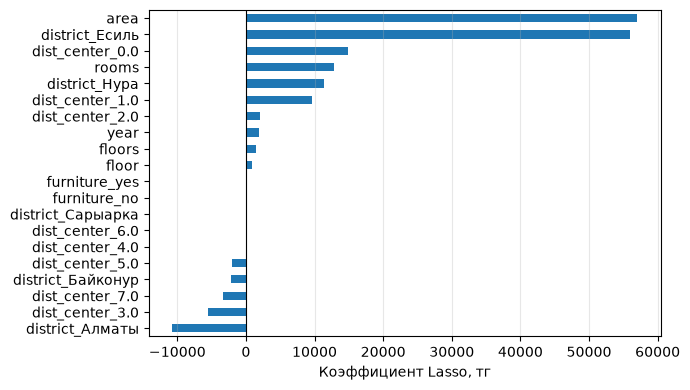 area
district_Есиль
dist_center_0.0
rooms
district_Нура
dist_center_1.0
dist_center_2.0
year
floors
floor
furniture_yes
furniture_no
district_Сарыарка
dist_center_6.0
dist_center_4.0
dist_center_5.0
district_Байконур
dist_center_7.0
dist_center_3.0
district_Алматы
−10000 0 10000 20000 30000 40000 50000 60000
Коэффициент Lasso, тг